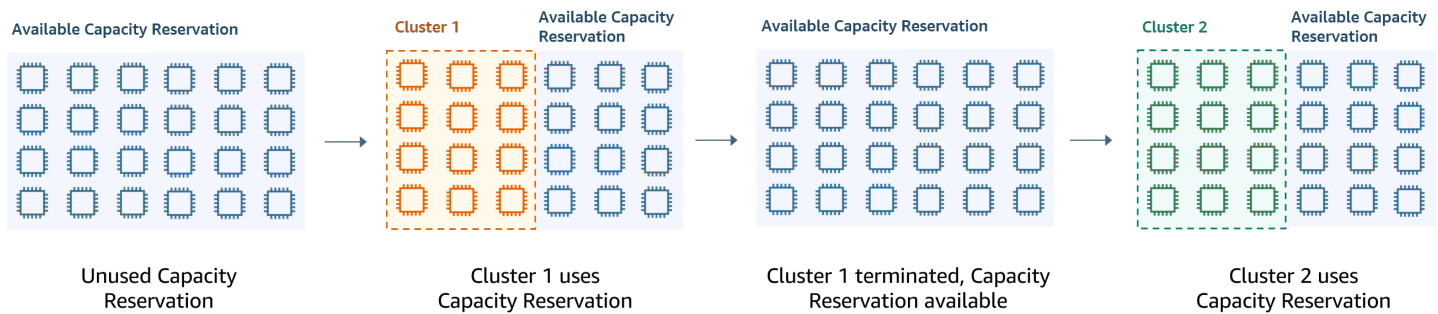 Available Capacity Reservation
Cluster 1
Available Capacity
Reservation
Available Capacity Reservation
Cluster 2
Available Capacity
Reservation
Unused Capacity
Reservation
Cluster 1 uses
Capacity Reservation
Cluster 1 terminated, Capacity
Reservation available
Cluster 2 uses
Capacity Reservation